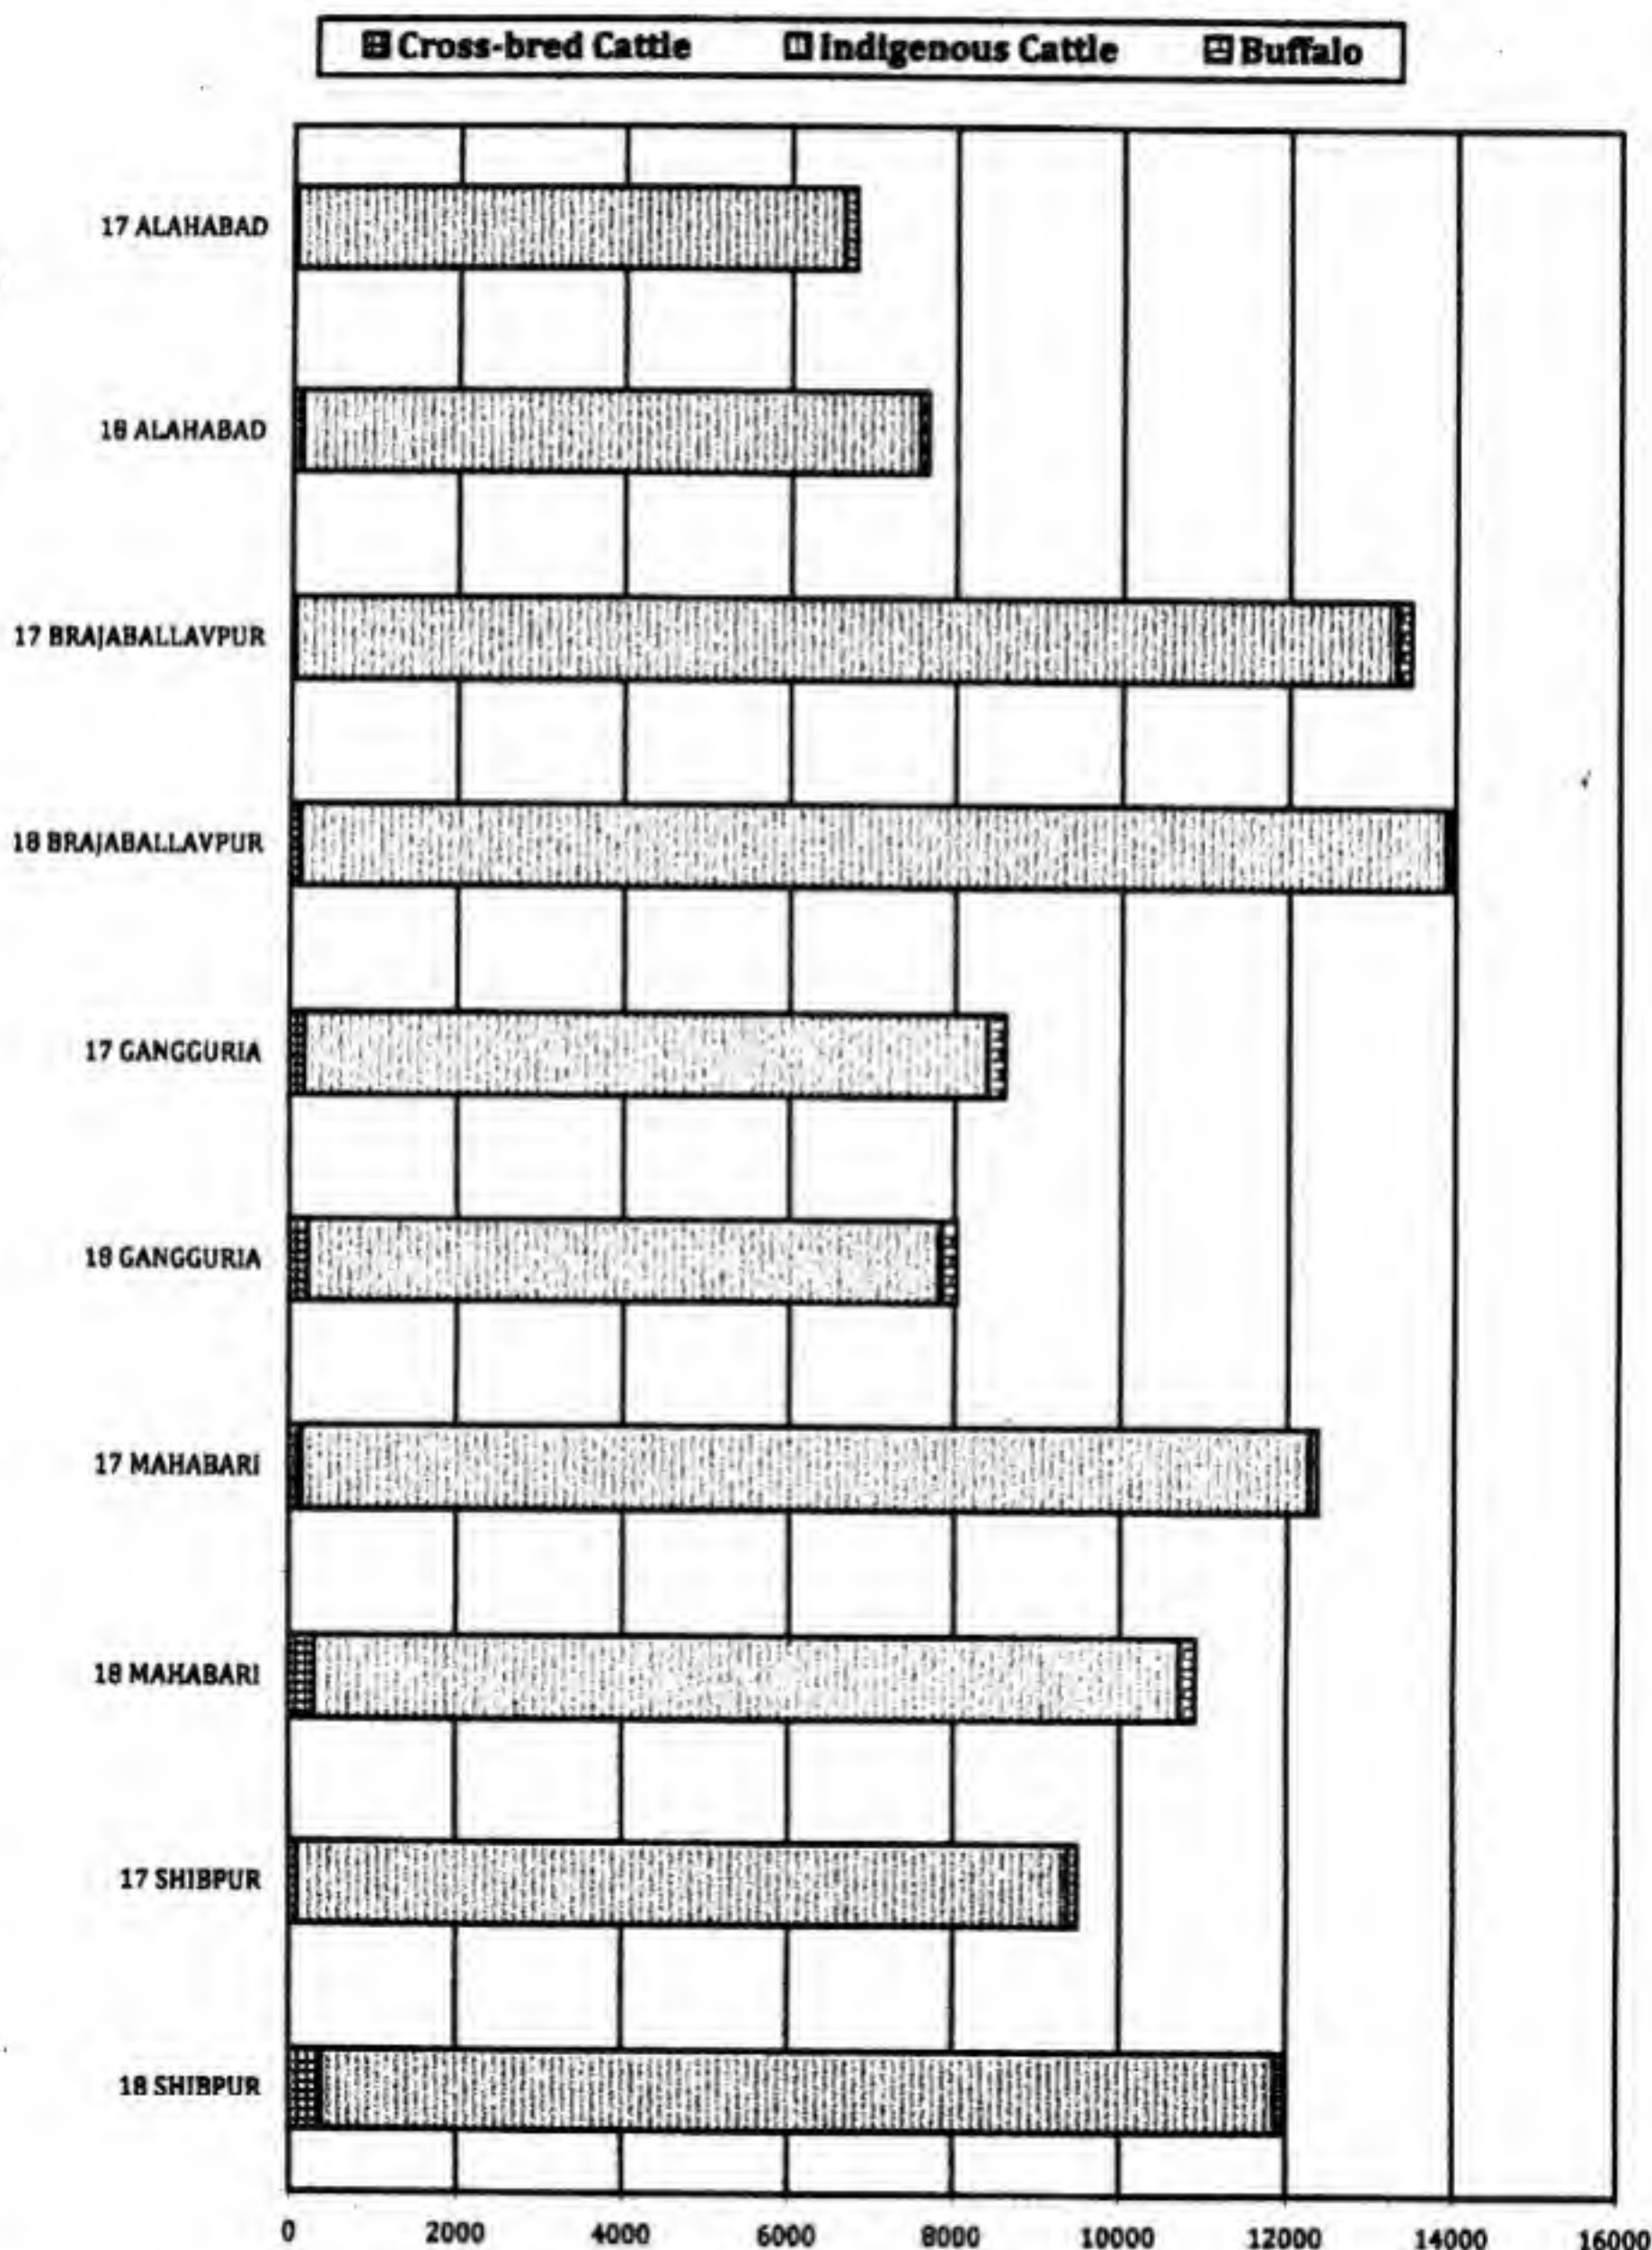 Cross-bred Cattle Indigenous Cattle Buffalo
17 ALAHABAD
18 ALAHABAD
17 BRAJABALLAVPUR
18 BRAJABALLAVPUR
17 GANGGURIA
18 GANGGURIA
17 MAHABARI
18 MAHABARI
17 SHIBPUR
18 SHIBPUR
0 2000 4000 6000 8000 10000 12000 14000 16000